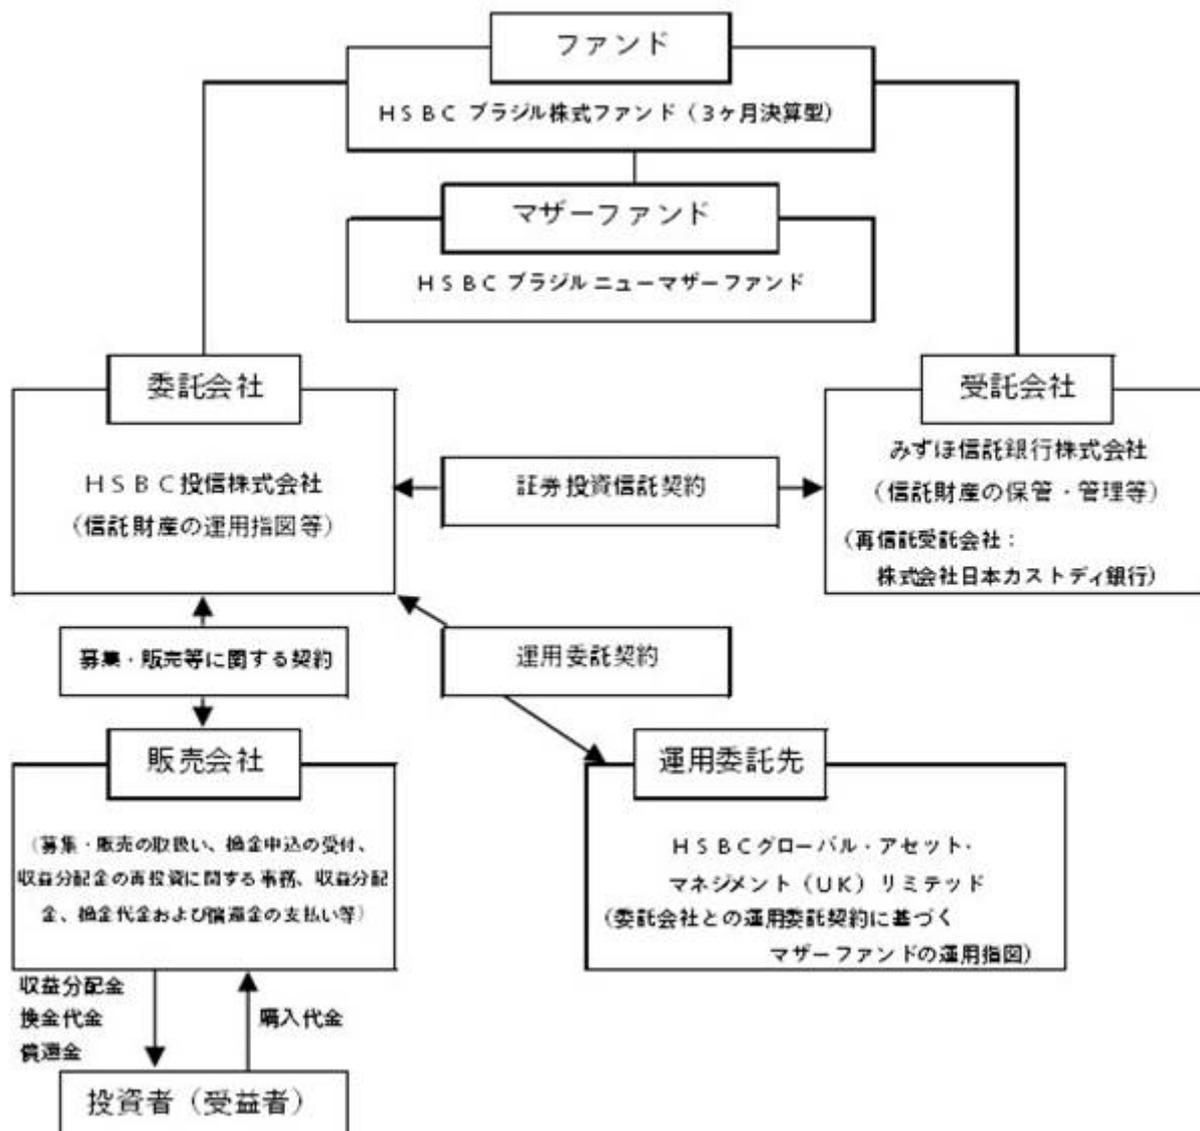 ファンド
HSBC ブラジル株式ファンド（3ヶ月決算型）
マザーファンド
HSBC ブラジル ニューマザーファンド
委託会社
HSBC投信株式会社
（信託財産の運用指図等）
証券投資信託契約
受託会社
みずほ信託銀行株式会社
（信託財産の保管・管理等）
（再信託受託会社：
株式会社日本カストディ銀行）
募集・販売等に関する契約
運用委託契約
販売会社
（募集・販売の取扱い、換金申込の受付、
収益分配金の再投資に関する事務、収益分配
金、換金代金および償還金の支払い等）
運用委託先
HSBCグローバル・アセット・
マネジメント（UK）リミテッド
（委託会社との運用委託契約に基づく
マザーファンドの運用指図）
収益分配金
換金代金
償還金
購入代金
投資者（受益者）